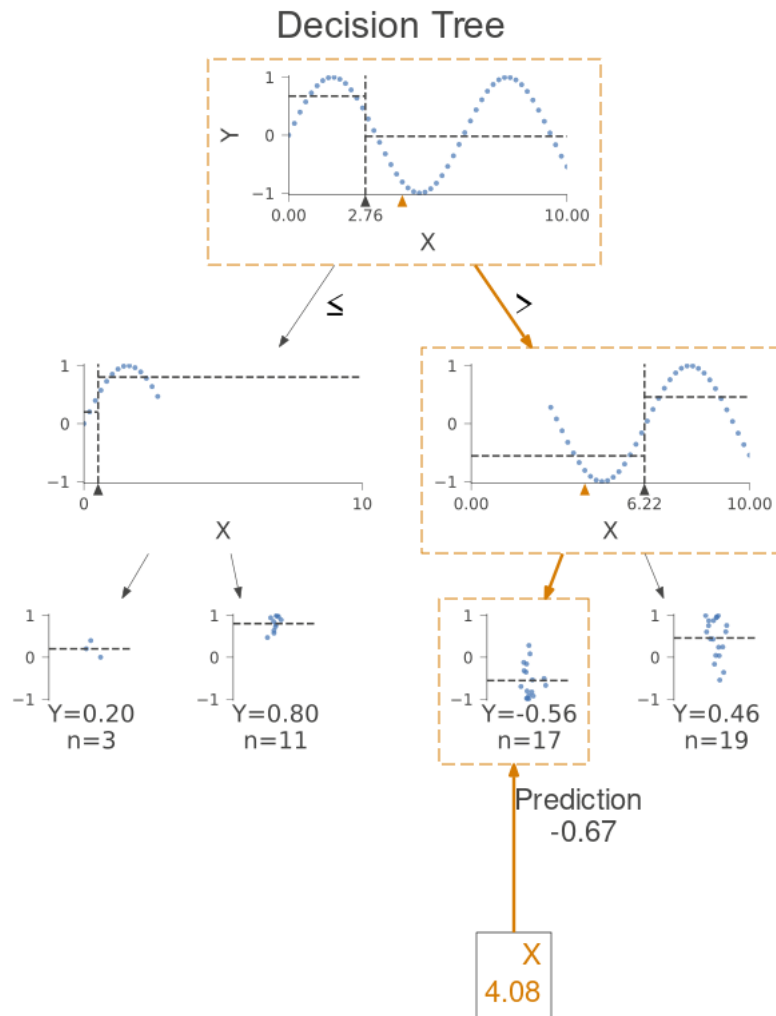 Decision Tree
1
0
−1
Y
0.00 2.76 10.00
X
≤ >
1
0
−1
0 10
X
1
0
−1
0.00 6.22 10.00
X
1
0
−1
Y=0.20
n=3
1
0
−1
Y=0.80
n=11
1
0
−1
Y=-0.56
n=17
1
0
−1
Y=0.46
n=19
Prediction
-0.67
X
4.08